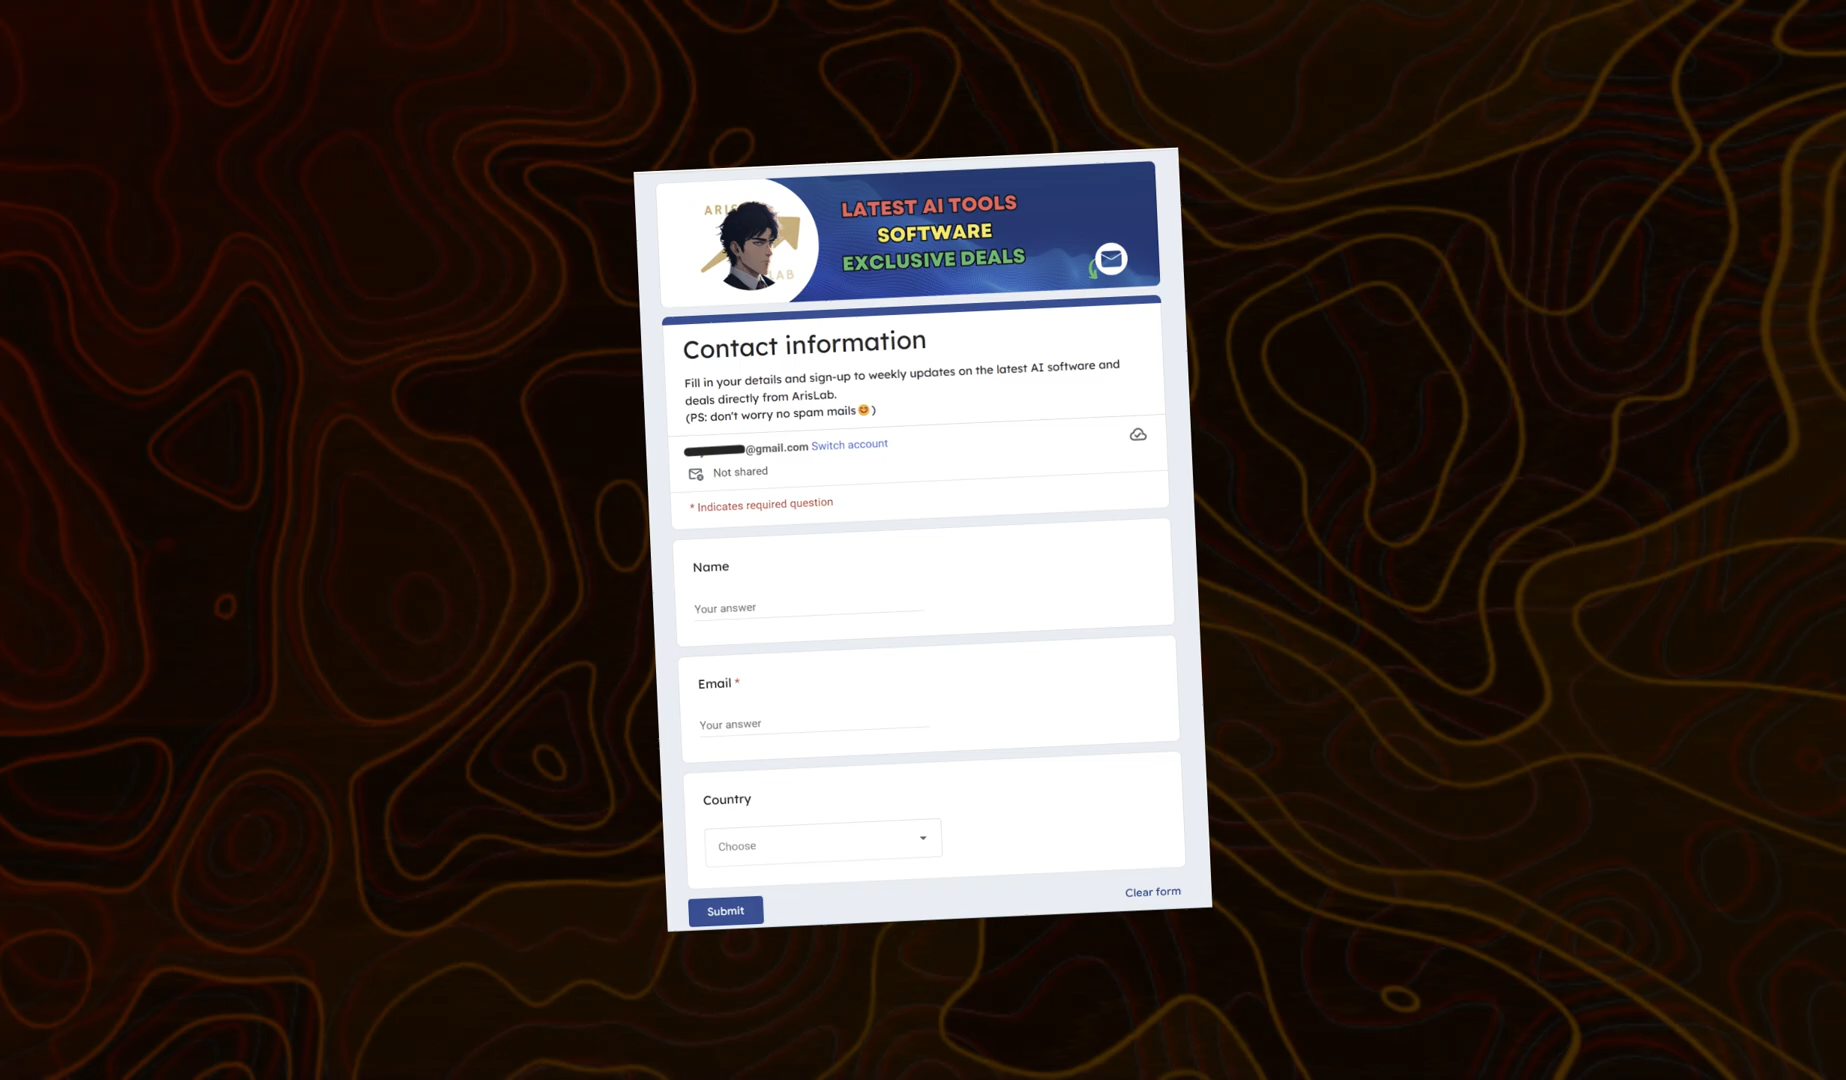 ARIS
LAB
LATEST AI TOOLS
SOFTWARE
EXCLUSIVE DEALS
Contact information
Fill in your details and sign-up to weekly updates on the latest AI software and
deals directly from ArisLab.
(PS: don't worry no spam mails😊)
@gmail.com Switch account
Not shared
* Indicates required question
Name
Your answer
Email *
Your answer
Country
Choose
Submit
Clear form